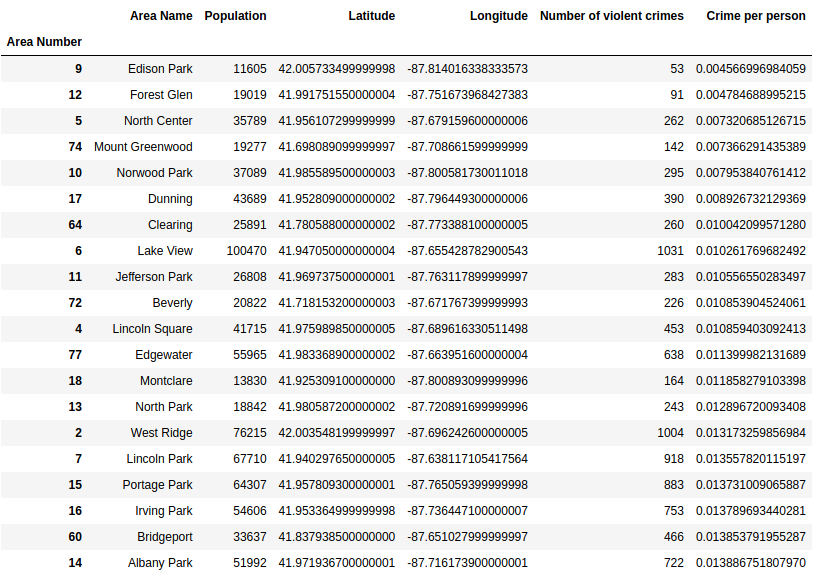 Area Name Population Latitude Longitude Number of violent crimes Crime per person
Area Number
9 Edison Park 11605 42.005733499999998 -87.814016338333573 53 0.004566996984059
12 Forest Glen 19019 41.991751550000004 -87.751673968427383 91 0.004784688995215
5 North Center 35789 41.956107299999999 -87.679159600000006 262 0.007320685126715
74 Mount Greenwood 19277 41.698089099999997 -87.708661599999999 142 0.007366291435389
10 Norwood Park 37089 41.985589500000003 -87.800581730011018 295 0.007953840761412
17 Dunning 43689 41.952809000000002 -87.796449300000006 390 0.008926732129369
64 Clearing 25891 41.780588000000002 -87.773388100000005 260 0.010042099571280
6 Lake View 100470 41.947050000000004 -87.655428782900543 1031 0.010261769682492
11 Jefferson Park 26808 41.969737500000001 -87.763117899999997 283 0.010556550283497
72 Beverly 20822 41.718153200000003 -87.671767399999993 226 0.010853904524061
4 Lincoln Square 41715 41.975989850000005 -87.689616330511498 453 0.010859403092413
77 Edgewater 55965 41.983368900000002 -87.663951600000004 638 0.011399982131689
18 Montclare 13830 41.925309100000000 -87.800893099999996 164 0.011858279103398
13 North Park 18842 41.980587200000002 -87.720891699999996 243 0.012896720093408
2 West Ridge 76215 42.003548199999997 -87.696242600000005 1004 0.013173259856984
7 Lincoln Park 67710 41.940297650000005 -87.638117105417564 918 0.013557820115197
15 Portage Park 64307 41.957809300000001 -87.765059399999998 883 0.013731009065887
16 Irving Park 54606 41.953364999999998 -87.736447100000007 753 0.013789693440281
60 Bridgeport 33637 41.837938500000000 -87.651027999999997 466 0.013853791955287
14 Albany Park 51992 41.971936700000001 -87.716173900000001 722 0.013886751807970